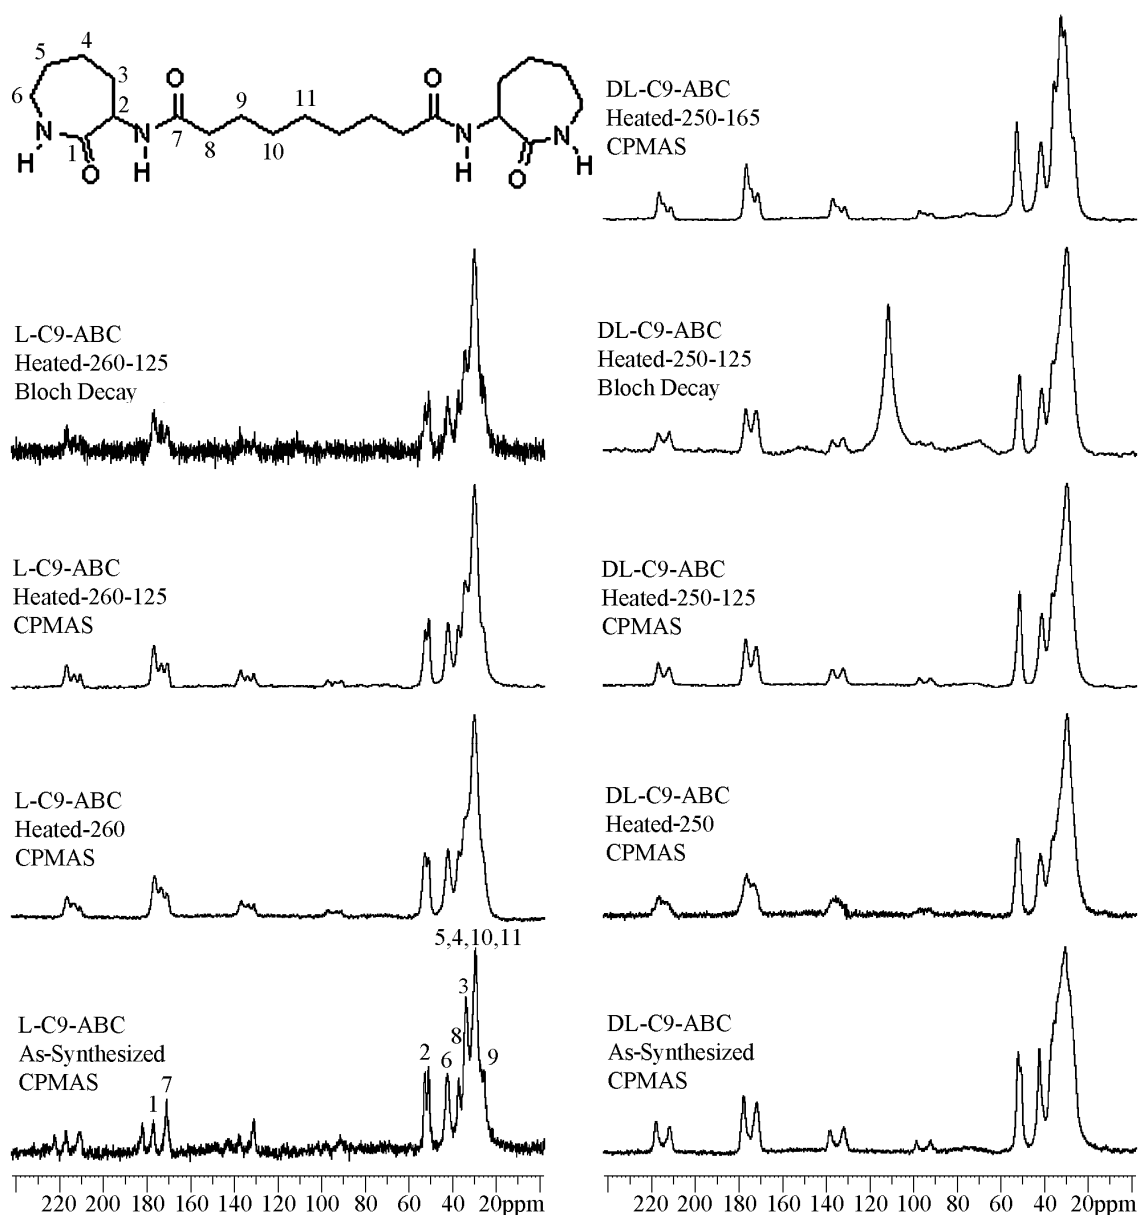 4
5
3
6
2
N
H
1
O
O
7
N
H
8
9
10
11
O
N
H
O
N
H
DL-C9-ABC
Heated-250-165
CPMAS
L-C9-ABC
Heated-260-125
Bloch Decay
DL-C9-ABC
Heated-250-125
Bloch Decay
L-C9-ABC
Heated-260-125
CPMAS
DL-C9-ABC
Heated-250-125
CPMAS
L-C9-ABC
Heated-260
CPMAS
DL-C9-ABC
Heated-250
CPMAS
L-C9-ABC
As-Synthesized
CPMAS
1
7
2
6
8
3
5,4,10,11
9
DL-C9-ABC
As-Synthesized
CPMAS
220 200 180 160 140 120 100 80 60 40 20ppm
220 200 180 160 140 120 100 80 60 40 20ppm